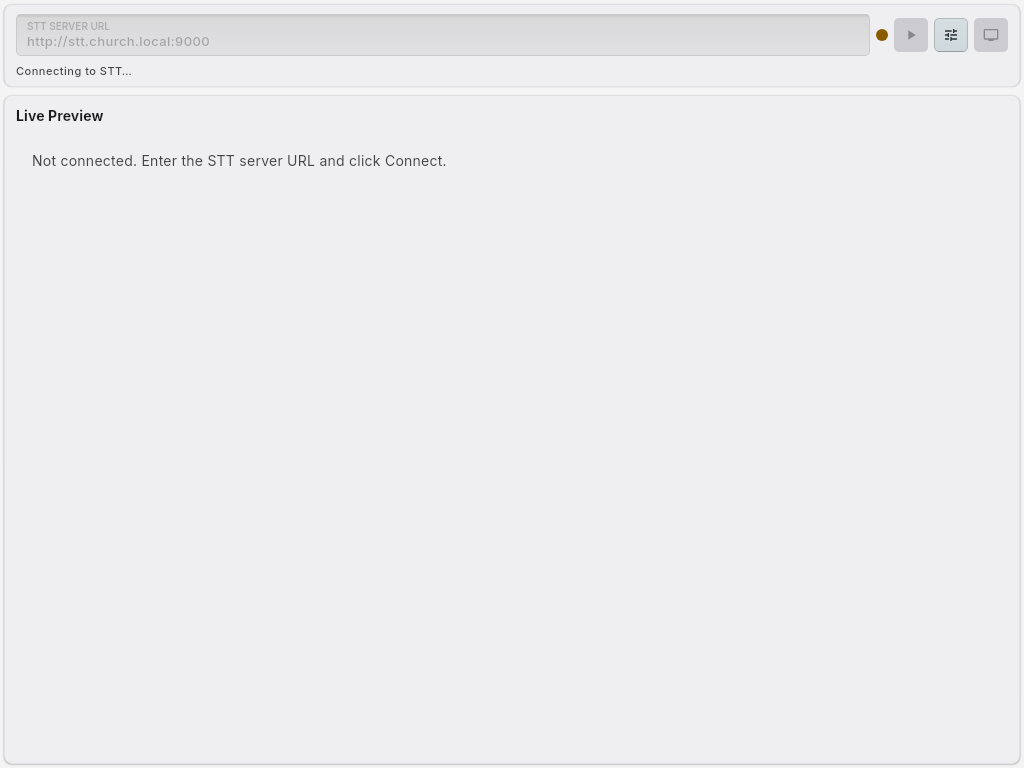 STT SERVER URL
http://stt.church.local:9000
Connecting to STT...
Live Preview
Not connected. Enter the STT server URL and click Connect.